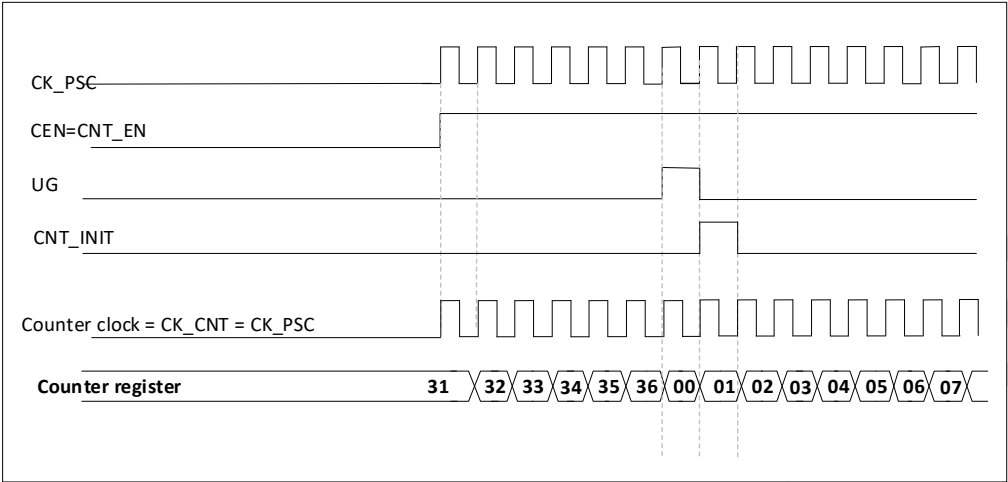 CK_PSC
CEN=CNT_EN
UG
CNT_INIT
Counter clock = CK_CNT = CK_PSC
Counter register 31 32 33 34 35 36 00 01 02 03 04 05 06 07